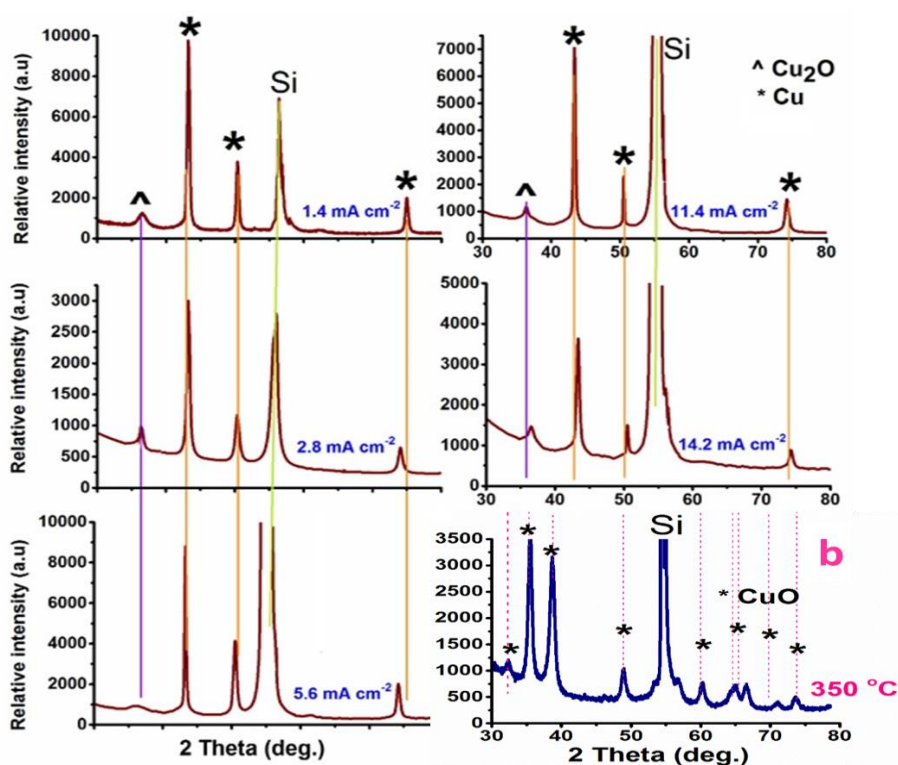 Relative intensity (a.u)
10000
8000
6000
4000
2000
0
*
*
*
^
Si
1.4 mA cm⁻²
7000
6000
5000
4000
3000
2000
1000
0
*
*
*
^
Si
^ Cu₂O
* Cu
11.4 mA cm⁻²
30 40 50 60 70 80
Relative intensity (a.u)
3000
2500
2000
1500
1000
500
0
2.8 mA cm⁻²
5000
4000
3000
2000
1000
0
14.2 mA cm⁻²
30 40 50 60 70 80
Relative intensity (a.u)
10000
8000
6000
4000
2000
0
5.6 mA cm⁻²
2 Theta (deg.)
3500
3000
2500
2000
1500
1000
500
0
*
*
*
*
Si
*
*
*
*
b
* CuO
350 °C
30 40 50 60 70 80
2 Theta (deg.)